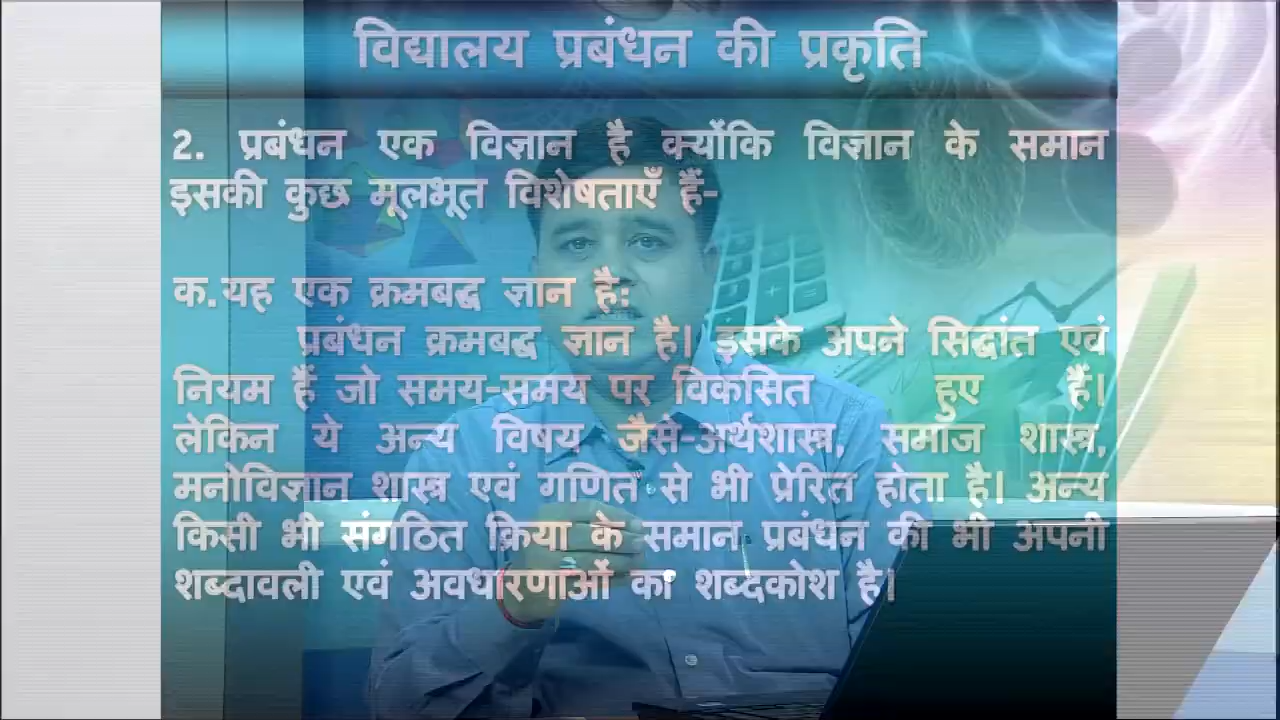 विद्यालय प्रबंधन की प्रकृति
2. प्रबंधन एक विज्ञान है क्योंकि विज्ञान के समान
इसकी कुछ मूलभूत विशेषताएँ हैं-
क.यह एक क्रमबद्ध ज्ञान है:
प्रबंधन क्रमबद्ध ज्ञान है। इसके अपने सिद्धांत एवं
नियम हैं जो समय-समय पर विकसित हुए हैं।
लेकिन ये अन्य विषय जैसे-अर्थशास्त्र, समाज शास्त्र,
मनोविज्ञान शास्त्र एवं गणित से भी प्रेरित होता है। अन्य
किसी भी संगठित क्रिया के समान प्रबंधन की भी अपनी
शब्दावली एवं अवधारणाओं का शब्दकोश है।